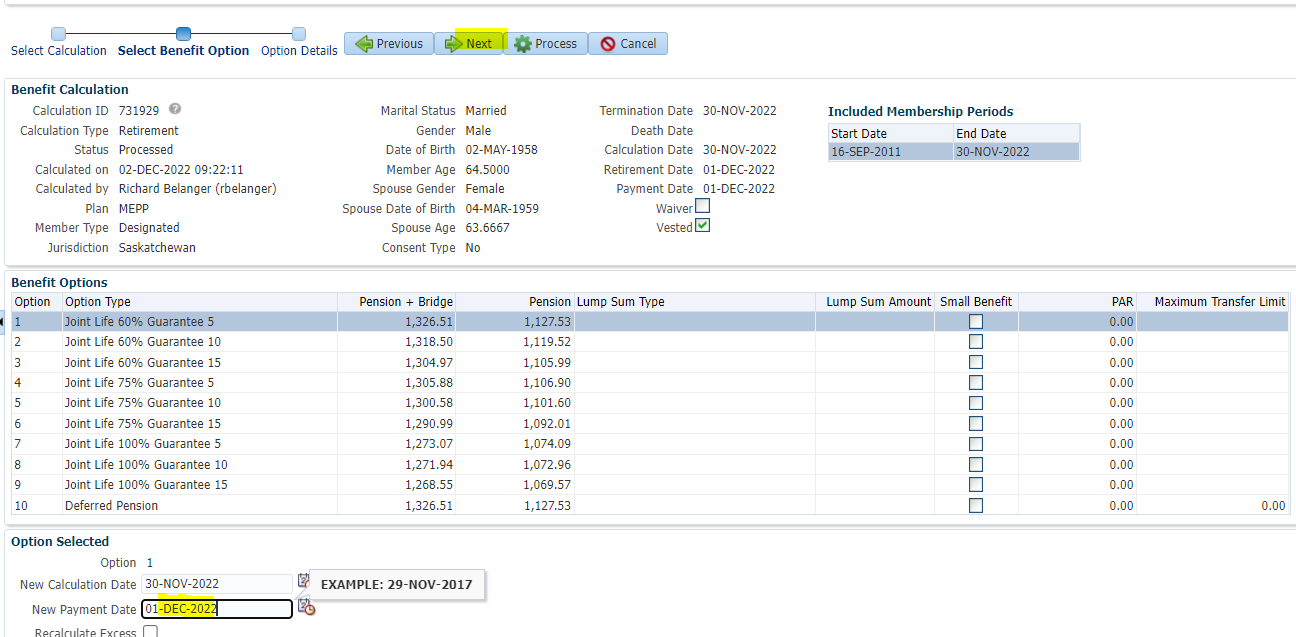 Select Calculation Select Benefit Option Option Details Previous Next Process Cancel
Benefit Calculation
Calculation ID 731929 ? Marital Status Married Termination Date 30-NOV-2022 Included Membership Periods
Calculation Type Retirement Gender Male Death Date Start Date End Date
Status Processed Date of Birth 02-MAY-1958 Calculation Date 30-NOV-2022 16-SEP-2011 30-NOV-2022
Calculated on 02-DEC-2022 09:22:11 Member Age 64.5000 Retirement Date 01-DEC-2022
Calculated by Richard Belanger (rbelanger) Spouse Gender Female Payment Date 01-DEC-2022
Plan MEPP Spouse Date of Birth 04-MAR-1959 Waiver
Member Type Designated Spouse Age 63.6667 Vested
Jurisdiction Saskatchewan Consent Type No
Benefit Options
Option Option Type Pension + Bridge Pension Lump Sum Type Lump Sum Amount Small Benefit PAR Maximum Transfer Limit
1 Joint Life 60% Guarantee 5 1,326.51 1,127.53 0.00
2 Joint Life 60% Guarantee 10 1,318.50 1,119.52 0.00
3 Joint Life 60% Guarantee 15 1,304.97 1,105.99 0.00
4 Joint Life 75% Guarantee 5 1,305.88 1,106.90 0.00
5 Joint Life 75% Guarantee 10 1,300.58 1,101.60 0.00
6 Joint Life 75% Guarantee 15 1,290.99 1,092.01 0.00
7 Joint Life 100% Guarantee 5 1,273.07 1,074.09 0.00
8 Joint Life 100% Guarantee 10 1,271.94 1,072.96 0.00
9 Joint Life 100% Guarantee 15 1,268.55 1,069.57 0.00
10 Deferred Pension 1,326.51 1,127.53 0.00 0.00
Option Selected
Option 1
New Calculation Date 30-NOV-2022 EXAMPLE: 29-NOV-2017
New Payment Date 01-DEC-2022
Recalculate Excess